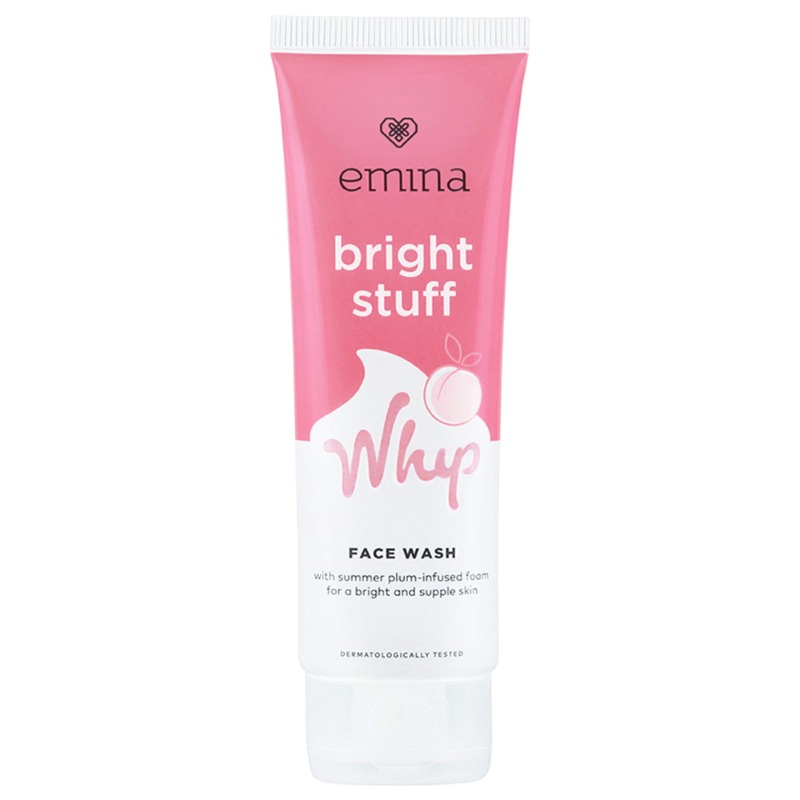 emina
bright
stuff
Whip
FACE WASH
with summer plum-infused foam
for a bright and supple skin
DERMATOLOGICALLY TESTED